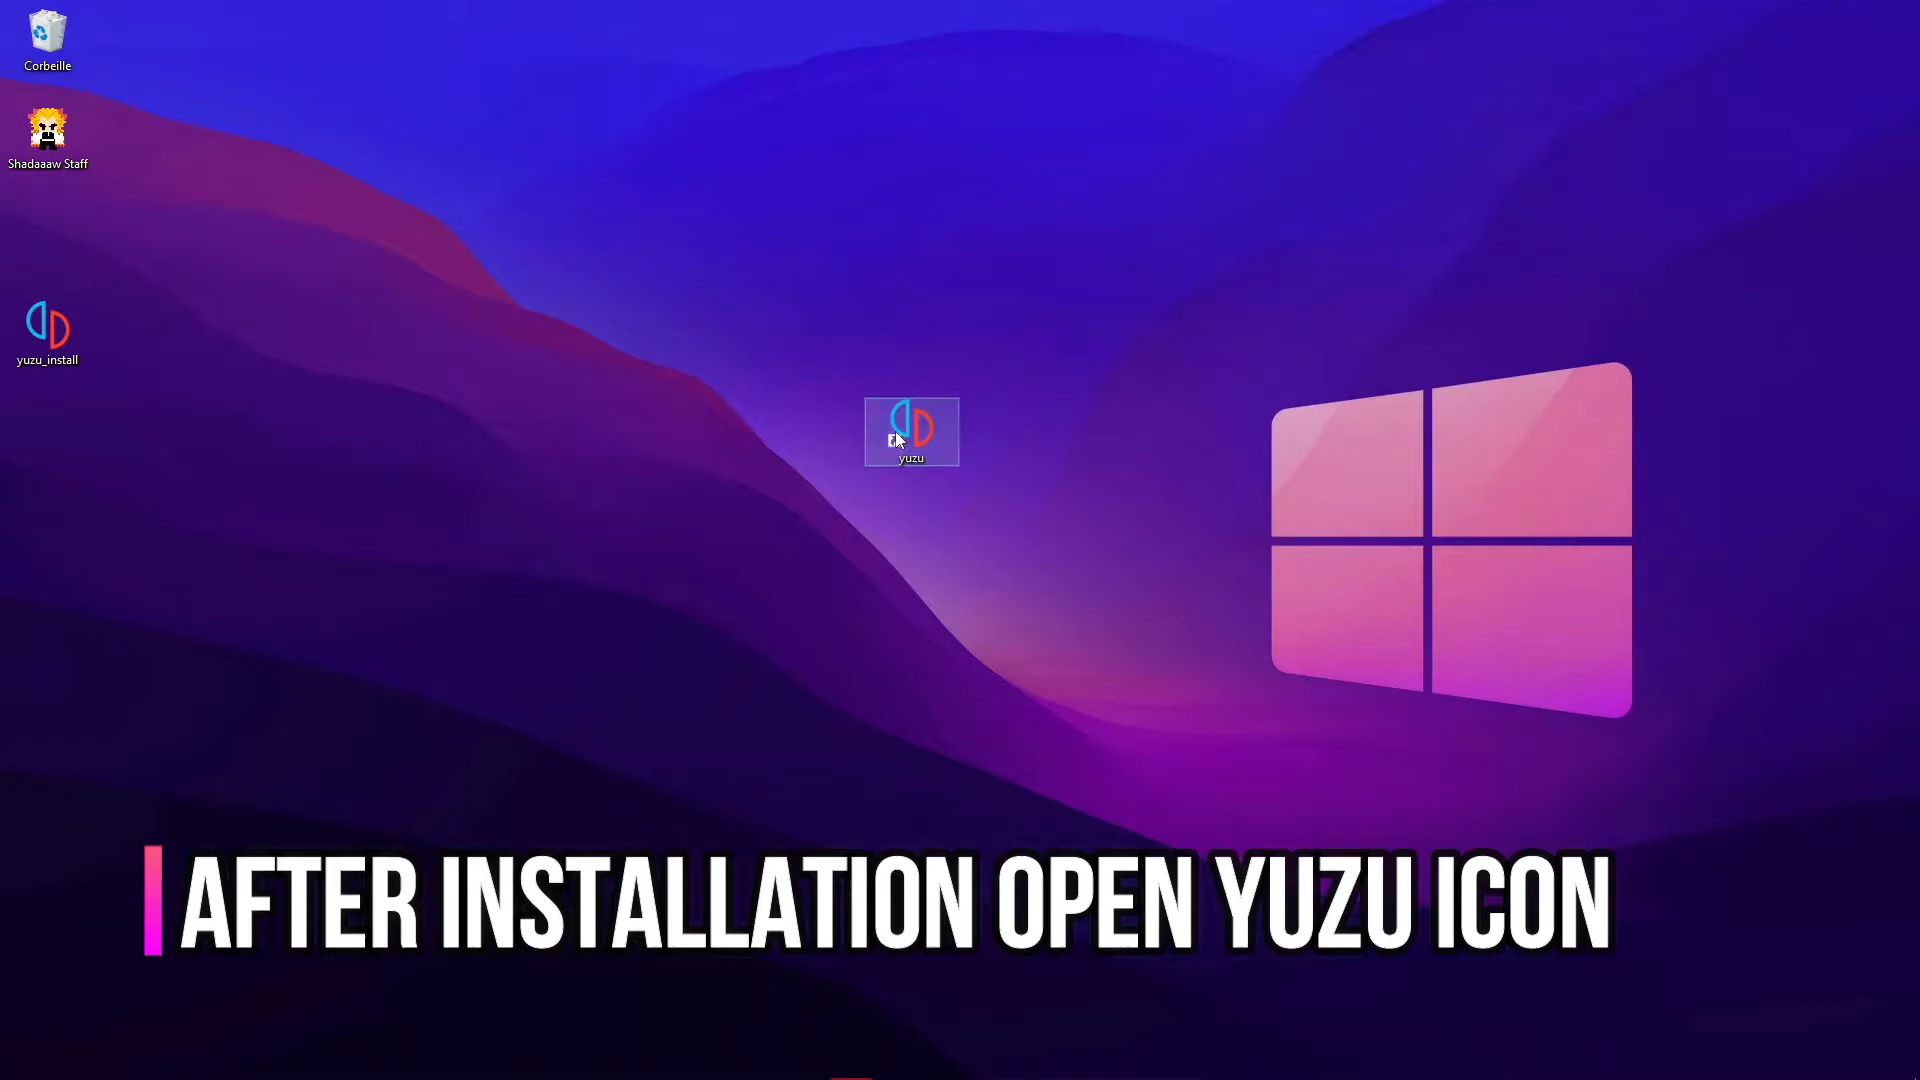 Corbeille
Shadaaaw Staff
yuzu_install
yuzu
AFTER INSTALLATION OPEN YUZU ICON